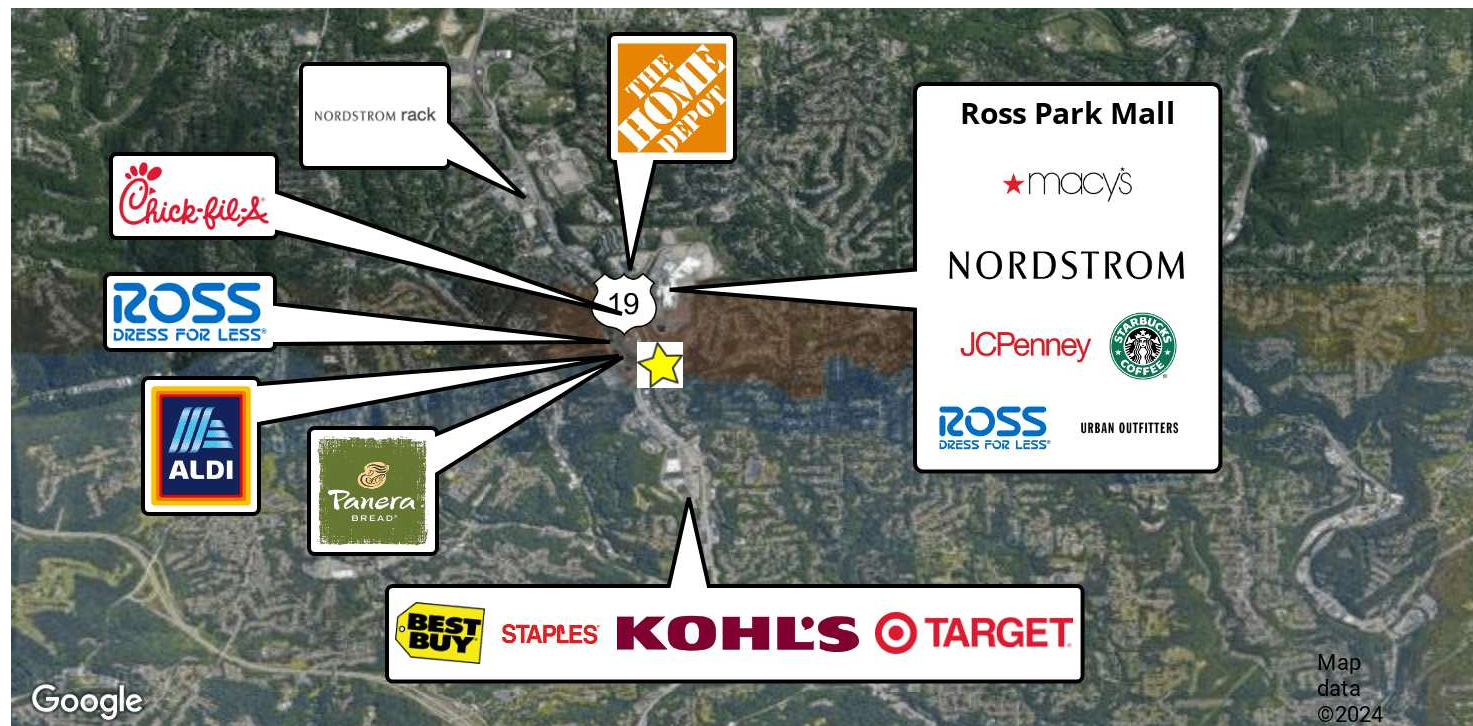 NORDSTROM rack
THE
HOME
DEPOT
Chick-fil-A
ROSS
DRESS FOR LESS®
ALDI
Panera
BREAD®
19
Ross Park Mall
★macy's
NORDSTROM
JCPenney
STARBUCKS
COFFEE
ROSS
DRESS FOR LESS®
URBAN OUTFITTERS
BEST
BUY
STAPLES
KOHL'S
TARGET
Google
Map
data
©2024